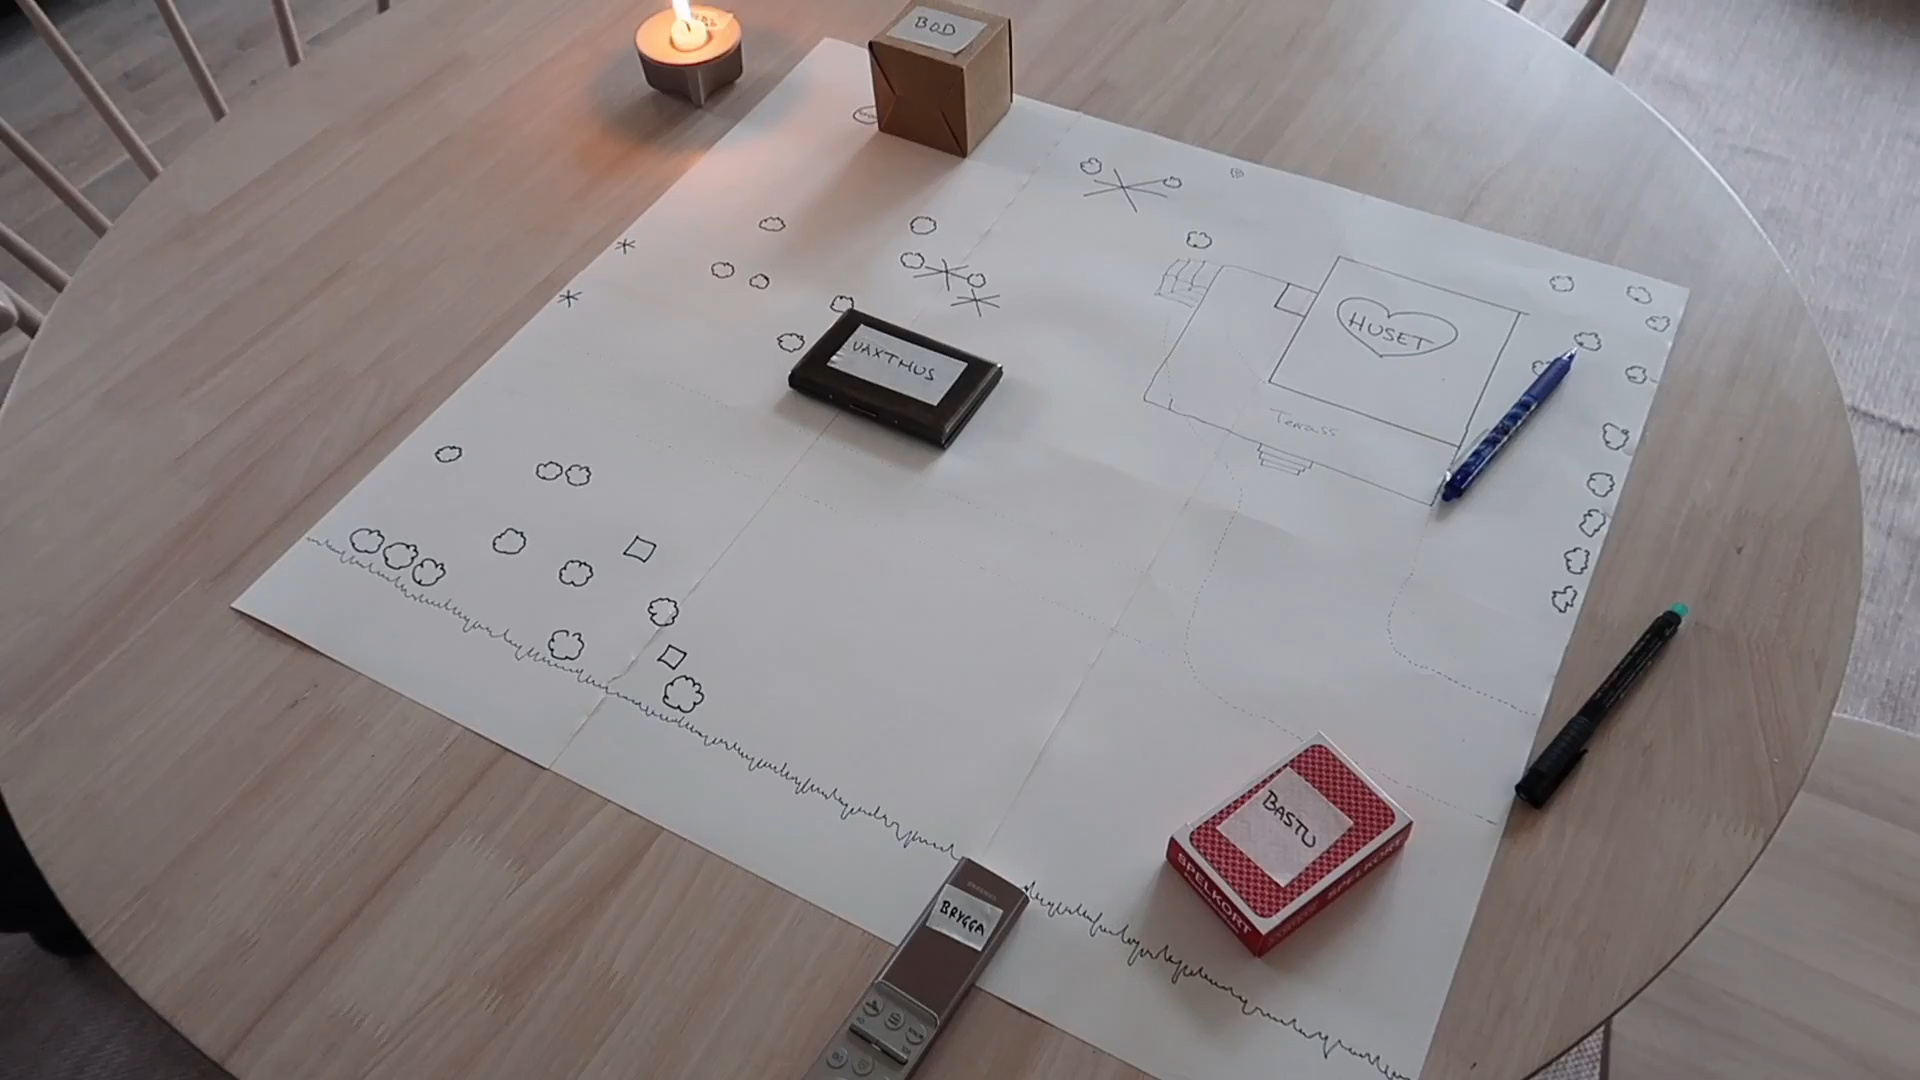 BOD
HUSET
VÄXTHUS
Terrass
BASTU
SPELKORT
SPELKORT
BRYGGA